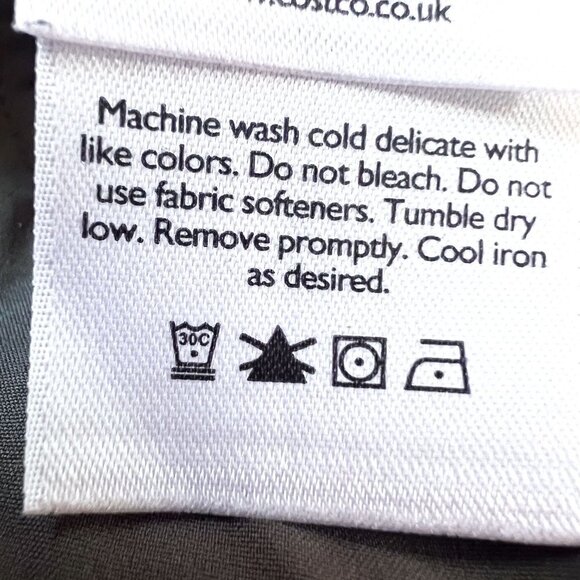 .co.uk
Machine wash cold delicate with
like colors. Do not bleach. Do not
use fabric softeners. Tumble dry
low. Remove promptly. Cool iron
as desired.
30C